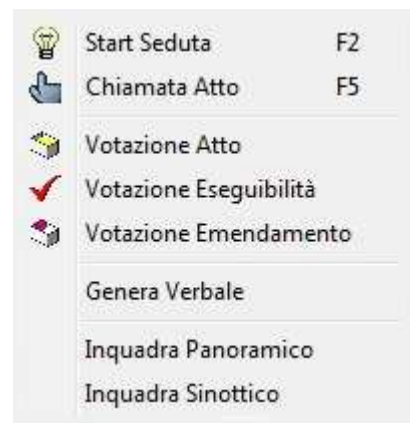 Start Seduta F2
Chiamata Atto F5
Votazione Atto
Votazione Eseguibilità
Votazione Emendamento
Genera Verbale
Inquadra Panoramico
Inquadra Sinottico